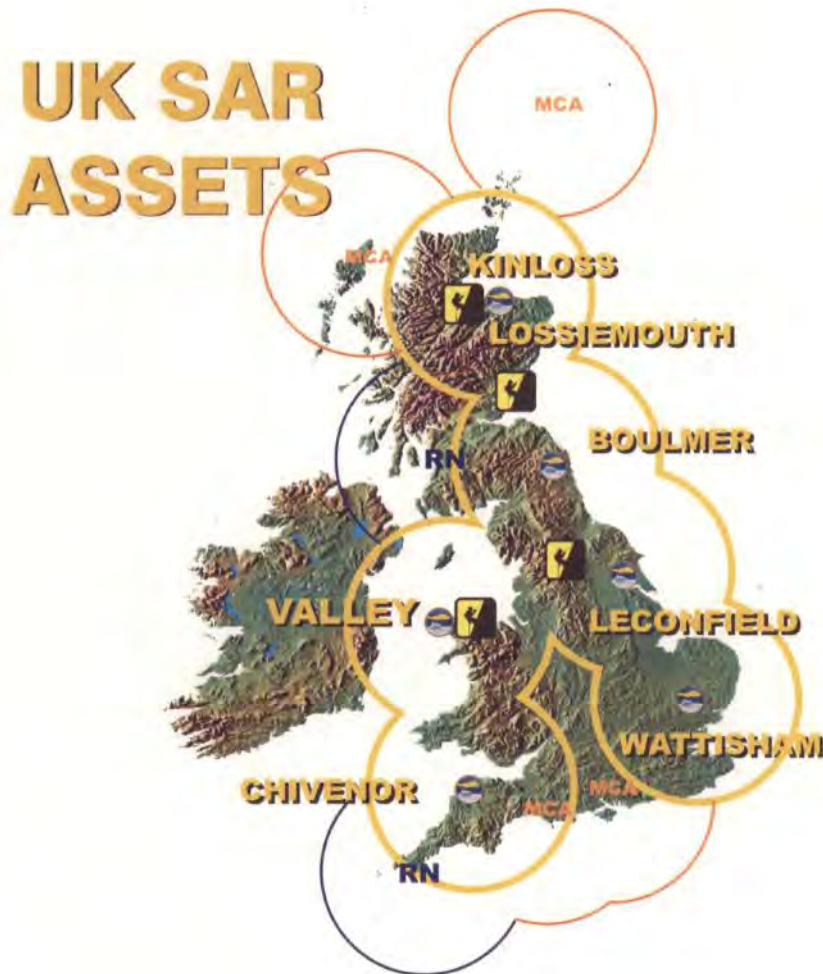 UK SAR
ASSETS
MCA
MCA
KINLOSS
LOSSIEMOUTH
BOULMER
RN
VALLEY
LECONFIELD
WATTISHAM
CHIVENOR
MCA
MCA
RN